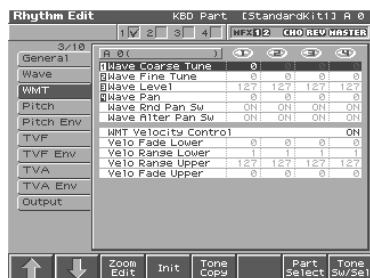 Rhythm Edit KBD Part [StandardKit1] A 0
1 2 3 4 MFX 1 2 CHO REV MASTER
3/10
General
Wave
WMT
Pitch
Pitch Env
TVF
TVF Env
TVA
TVA Env
Output
A 0( ) 1 2 3 4
1 Wave Coarse Tune 0 0 0 0
2 Wave Fine Tune 0 0 0 0
3 Wave Level 127 127 127 127
4 Wave Pan 0 0 0 0
Wave Rnd Pan Sw ON ON ON ON
Wave Alter Pan Sw ON ON ON ON
WMT Velocity Control ON
Velo Fade Lower 0 0 0 0
Velo Range Lower 1 1 1 1
Velo Range Upper 127 127 127 127
Velo Fade Upper 0 0 0 0
Zoom Edit
Init
Tone Copy
Part Select
Tone Sw/Sel